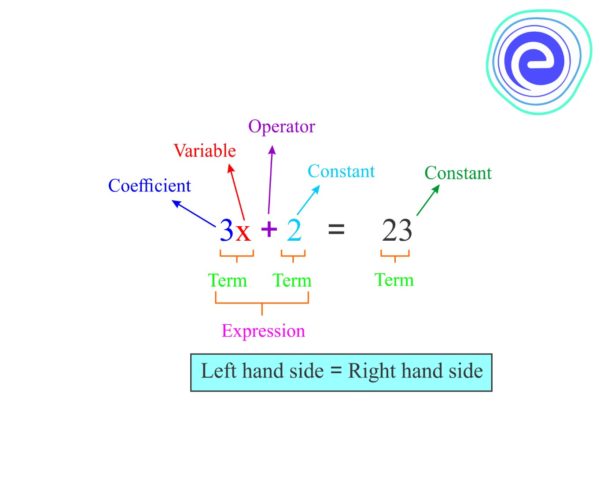 Operator
Variable
Constant
Constant
Coefficient
3x + 2 = 23
Term Term Term
Expression
Left hand side = Right hand side